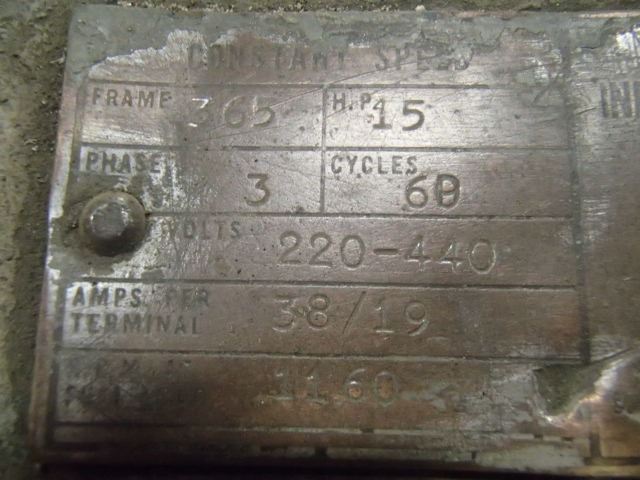 CONSTANT SPEED
FRAME 365 H.P. 15
PHASE 3 CYCLES 60
VOLTS 220-440
AMPS. PER TERMINAL 38/19
1160